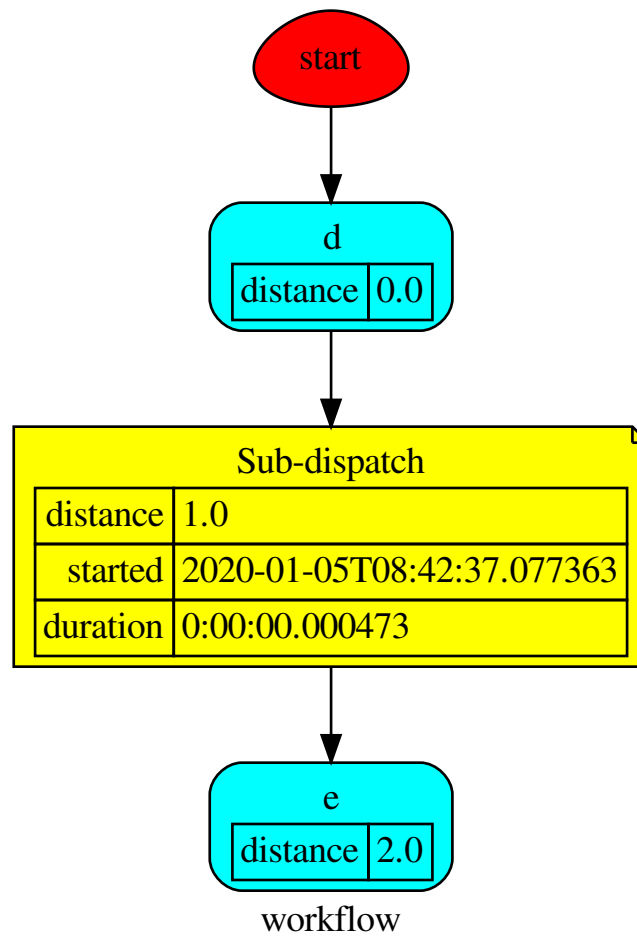 start
d
distance 0.0
Sub-dispatch
distance 1.0
started 2020-01-05T08:42:37.077363
duration 0:00:00.000473
e
distance 2.0
workflow